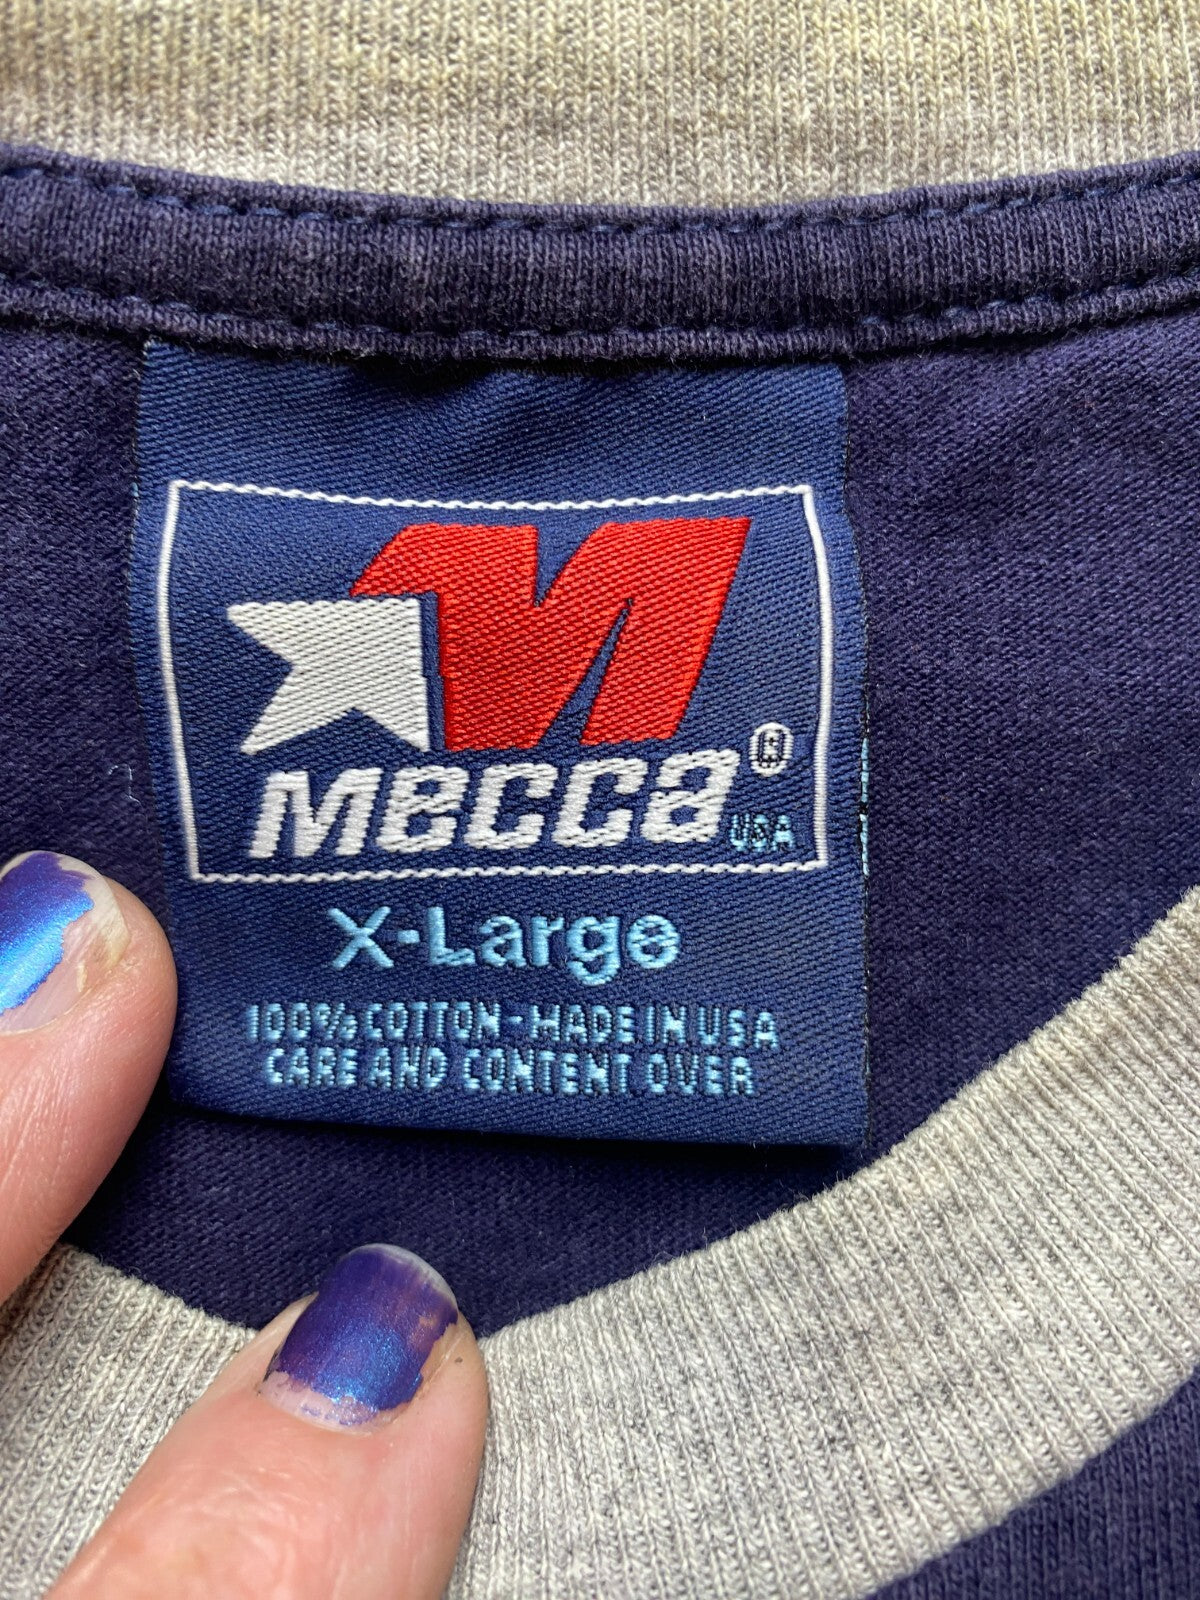 M
mecca®
USA
X-Large
100% COTTON - MADE IN USA
CARE AND CONTENT OVER